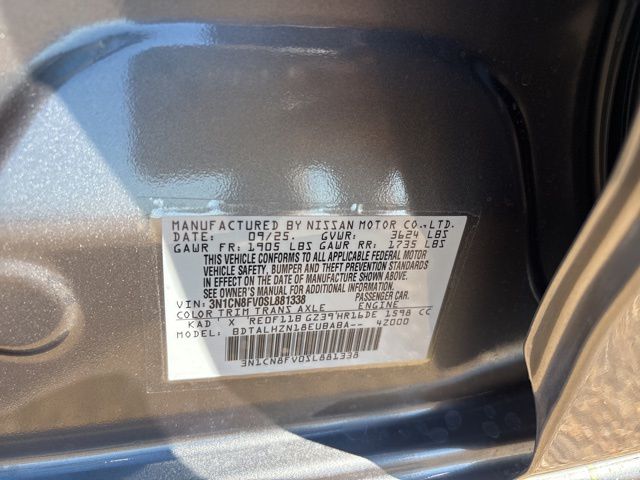 MANUFACTURED BY NISSAN MOTOR CO., LTD.
DATE: 09/25 GVWR: 3624 LBS
GAWR FR: 1905 LBS GAWR RR: 1735 LBS
THIS VEHICLE CONFORMS TO ALL APPLICABLE FEDERAL MOTOR
VEHICLE SAFETY, BUMPER AND THEFT PREVENTION STANDARDS
IN EFFECT ON THE DATE OF MANUFACTURE SHOWN ABOVE.
SEE OWNER'S MANUAL FOR ADDITIONAL INFORMATION.
VIN: 3N1CN8FV0SL881338 PASSENGER CAR.
COLOR TRIM TRANS AXLE ENGINE
KAD' X RE0F11B GZ39'HR16DE 1598 CC
MODEL: BDTALHZN18EUBABA-- 42000
3N1CN8FV0SL881338